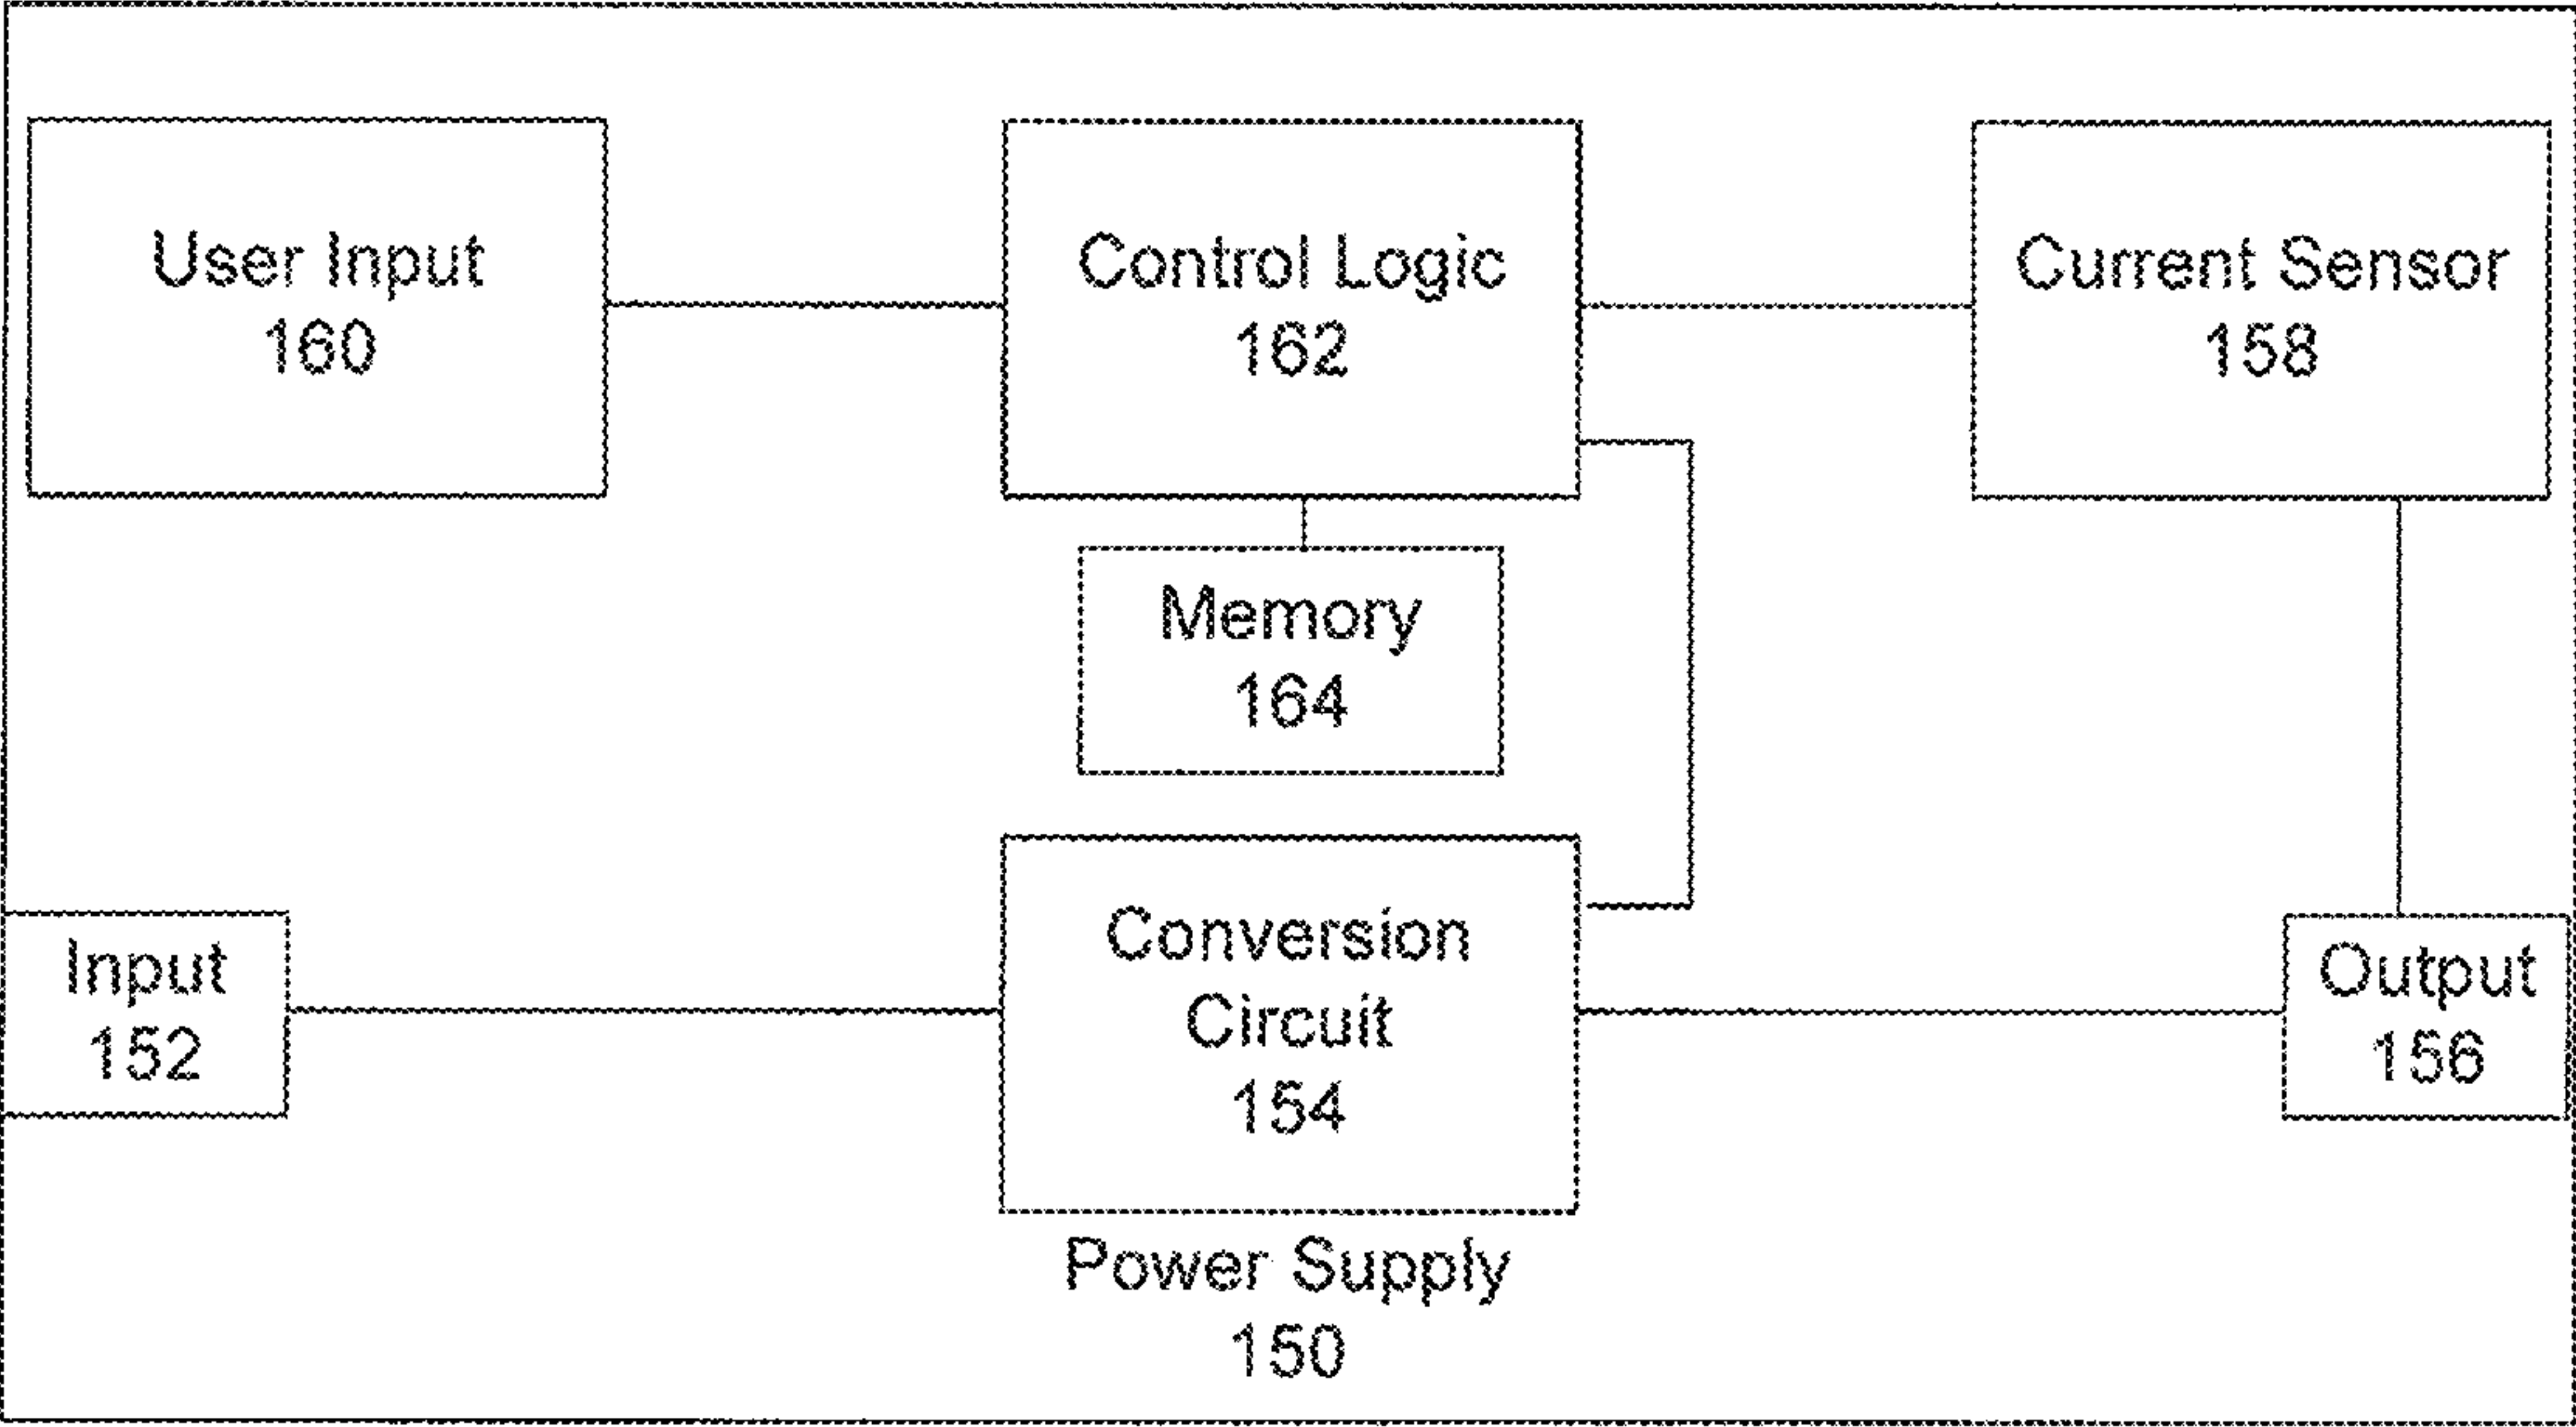 User Input
160
Control Logic
162
Current Sensor
158
Memory
164
Input
152
Conversion
Circuit
154
Output
156
Power Supply
150